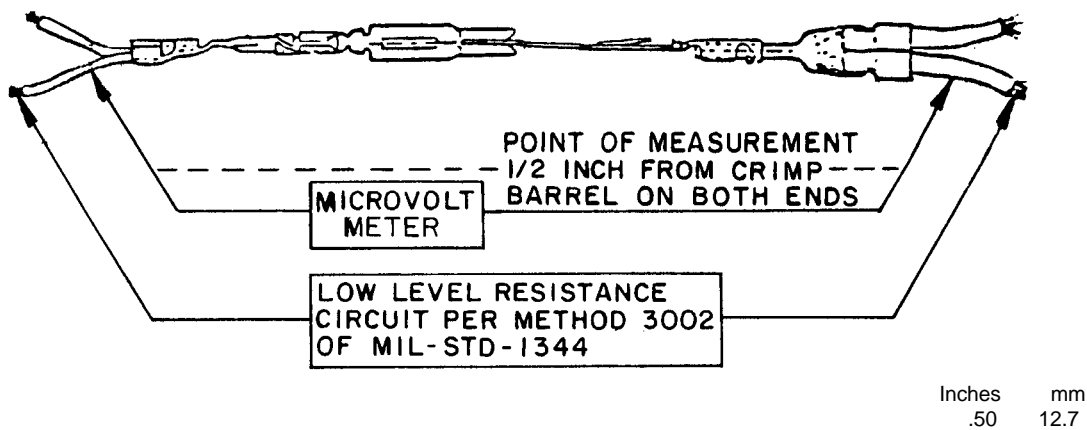 POINT OF MEASUREMENT
1/2 INCH FROM CRIMP
BARREL ON BOTH ENDS
MICROVOLT
METER
LOW LEVEL RESISTANCE
CIRCUIT PER METHOD 3002
OF MIL-STD-1344
Inches mm
.50 12.7